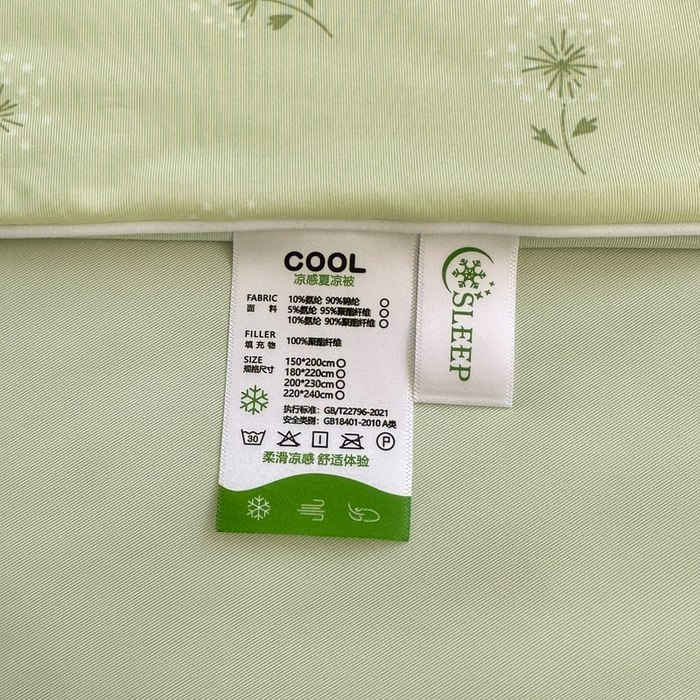 COOL
凉感夏凉被
FABRIC 10%氨纶 90%锦纶
面 料 5%氨纶 95%聚酯纤维
10%氨纶 90%聚酯纤维
FILLER
填充物 100%聚酯纤维
SIZE 150*200cm
规格尺寸 180*220cm
200*230cm
220*240cm
执行标准：GB/T22796-2021
安全类别：GB18401-2010 A类
30 P
柔滑凉感 舒适体验
SLEEP